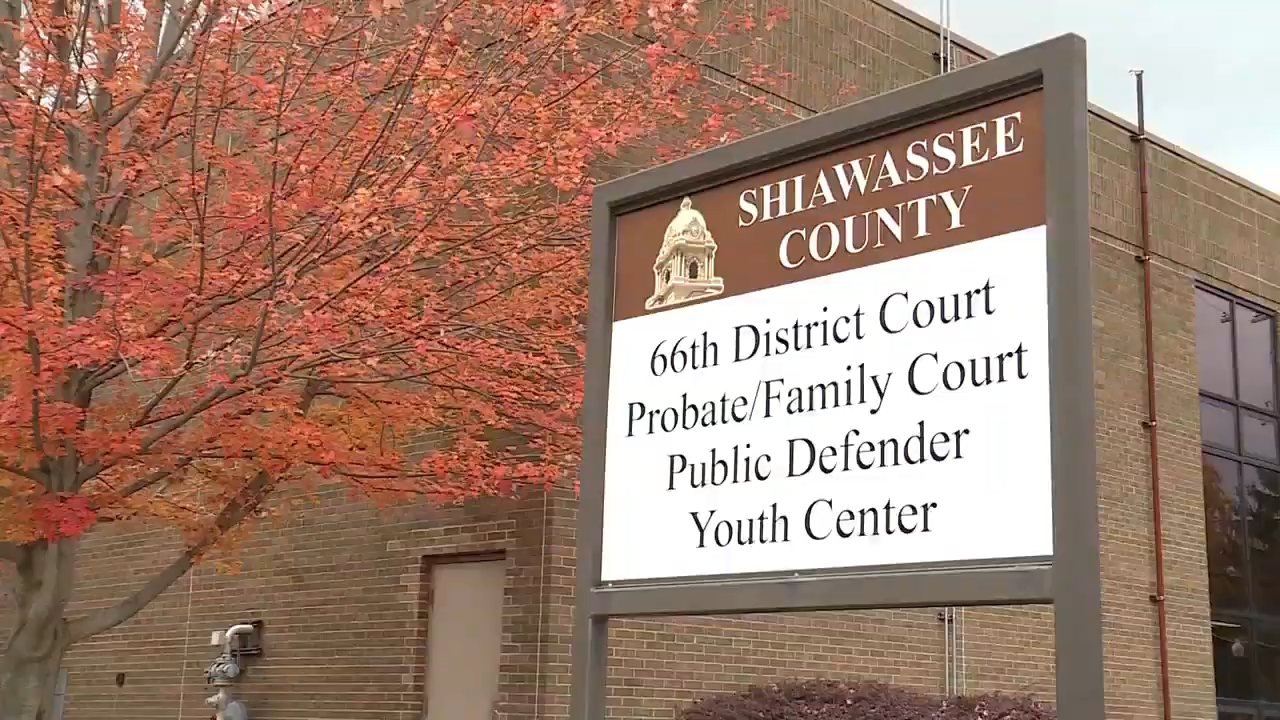 SHIAWASSEE
COUNTY
66th District Court
Probate/Family Court
Public Defender
Youth Center